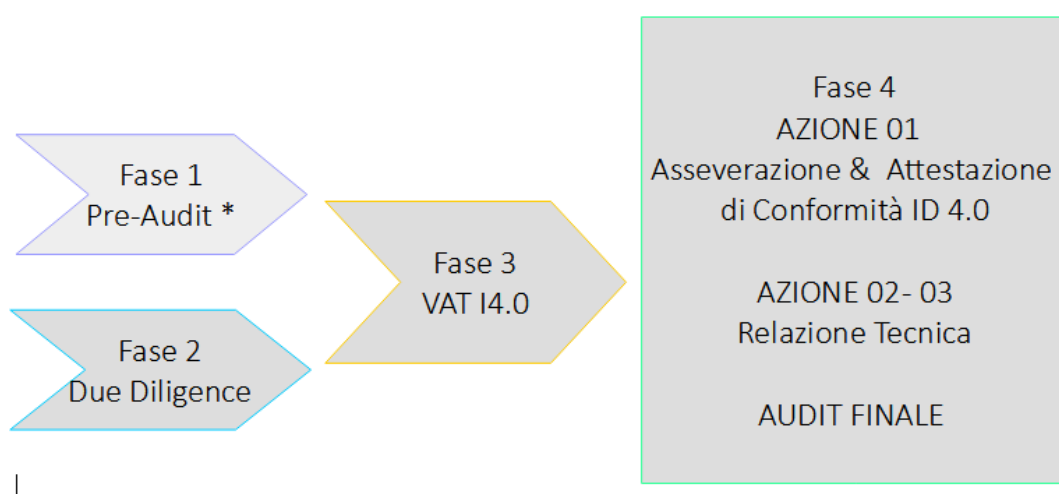 Fase 1
Pre-Audit *
Fase 2
Due Diligence
Fase 3
VAT I4.0
Fase 4
AZIONE 01
Asseverazione & Attestazione
di Conformità ID 4.0
AZIONE 02- 03
Relazione Tecnica
AUDIT FINALE